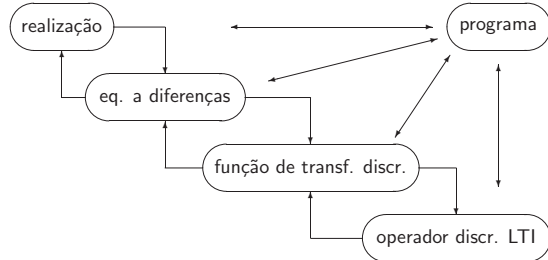 realização
programa
eq. a diferenças
função de transf. discr.
operador discr. LTI